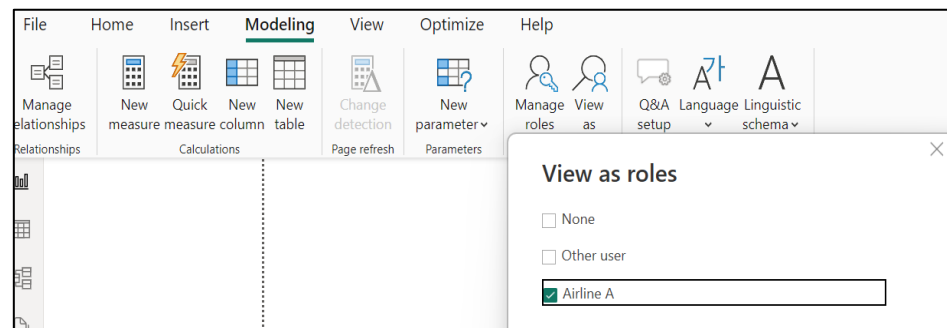 File Home Insert Modeling View Optimize Help
Manage New Quick New New Change New Manage View Q&A Language Linguistic
elationships measure measure column table detection parameter roles as setup schema
Relationships Calculations Page refresh Parameters
View as roles
None
Other user
Airline A